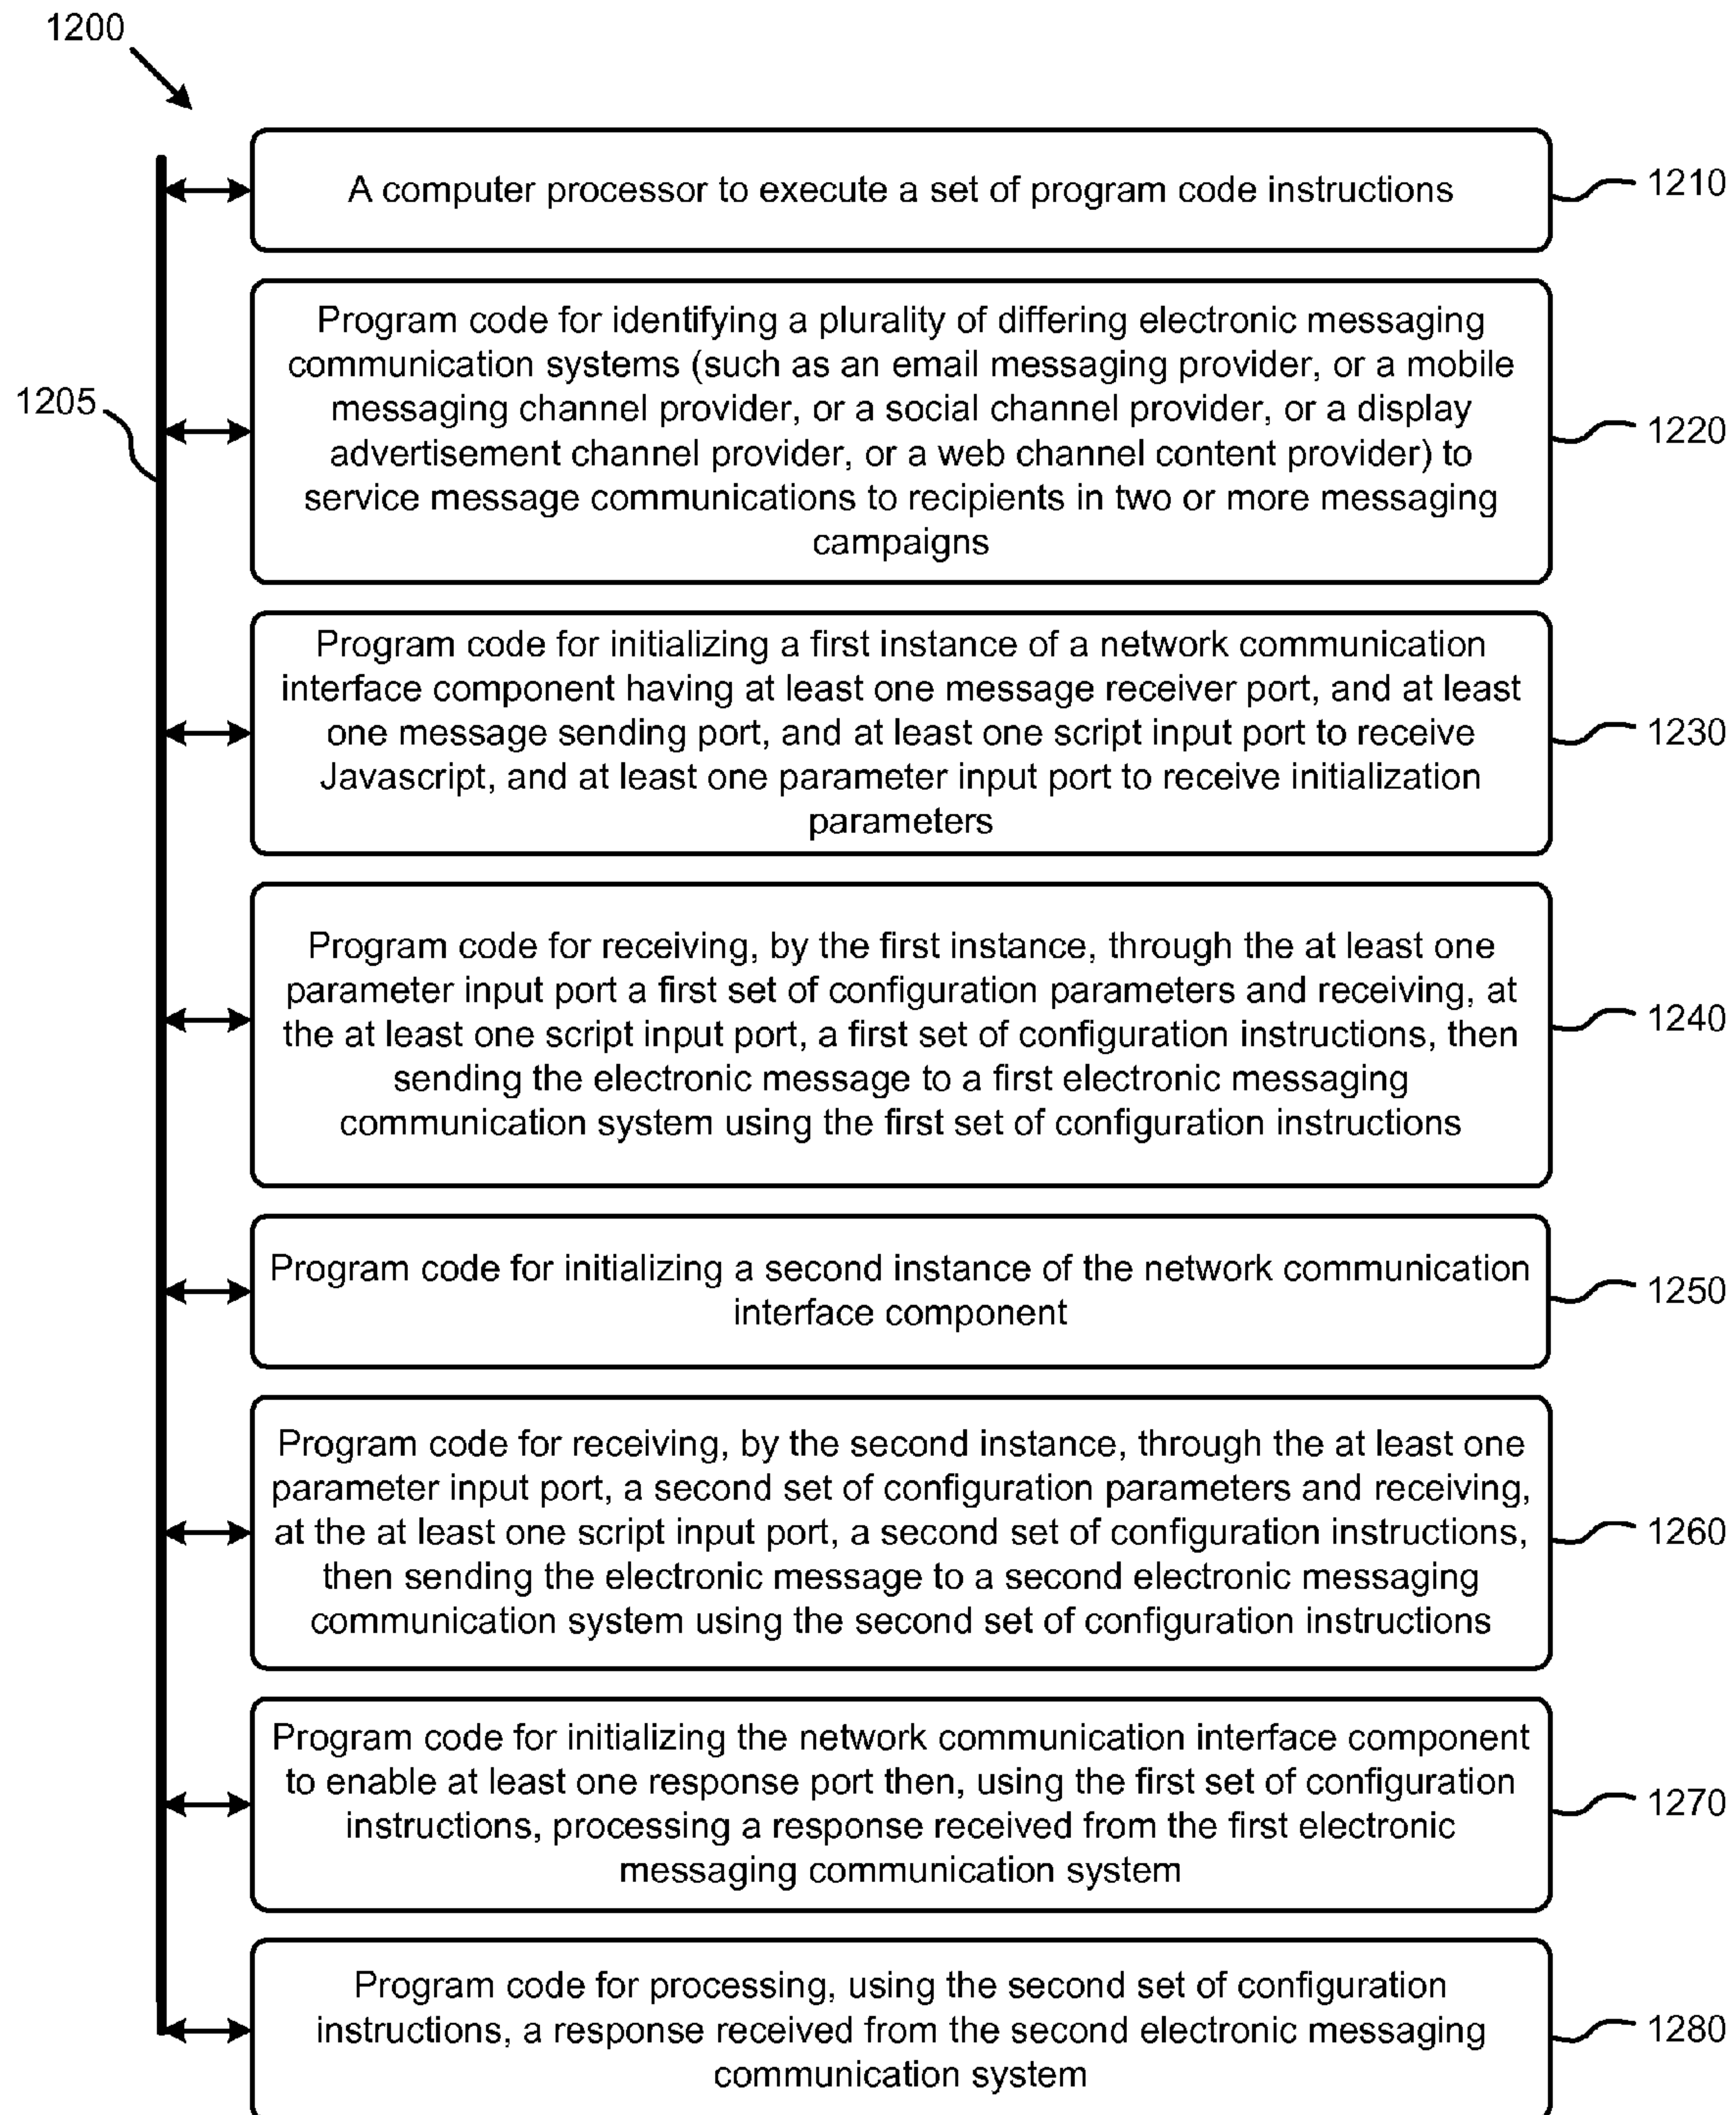 1200
A computer processor to execute a set of program code instructions
1210
Program code for identifying a plurality of differing electronic messaging
communication systems (such as an email messaging provider, or a mobile
messaging channel provider, or a social channel provider, or a display
advertisement channel provider, or a web channel content provider) to
service message communications to recipients in two or more messaging
campaigns
1205
1220
Program code for initializing a first instance of a network communication
interface component having at least one message receiver port, and at least
one message sending port, and at least one script input port to receive
Javascript, and at least one parameter input port to receive initialization
parameters
1230
Program code for receiving, by the first instance, through the at least one
parameter input port a first set of configuration parameters and receiving, at
the at least one script input port, a first set of configuration instructions, then
sending the electronic message to a first electronic messaging
communication system using the first set of configuration instructions
1240
Program code for initializing a second instance of the network communication
interface component
1250
Program code for receiving, by the second instance, through the at least one
parameter input port, a second set of configuration parameters and receiving,
at the at least one script input port, a second set of configuration instructions,
then sending the electronic message to a second electronic messaging
communication system using the second set of configuration instructions
1260
Program code for initializing the network communication interface component
to enable at least one response port then, using the first set of configuration
instructions, processing a response received from the first electronic
messaging communication system
1270
Program code for processing, using the second set of configuration
instructions, a response received from the second electronic messaging
communication system
1280